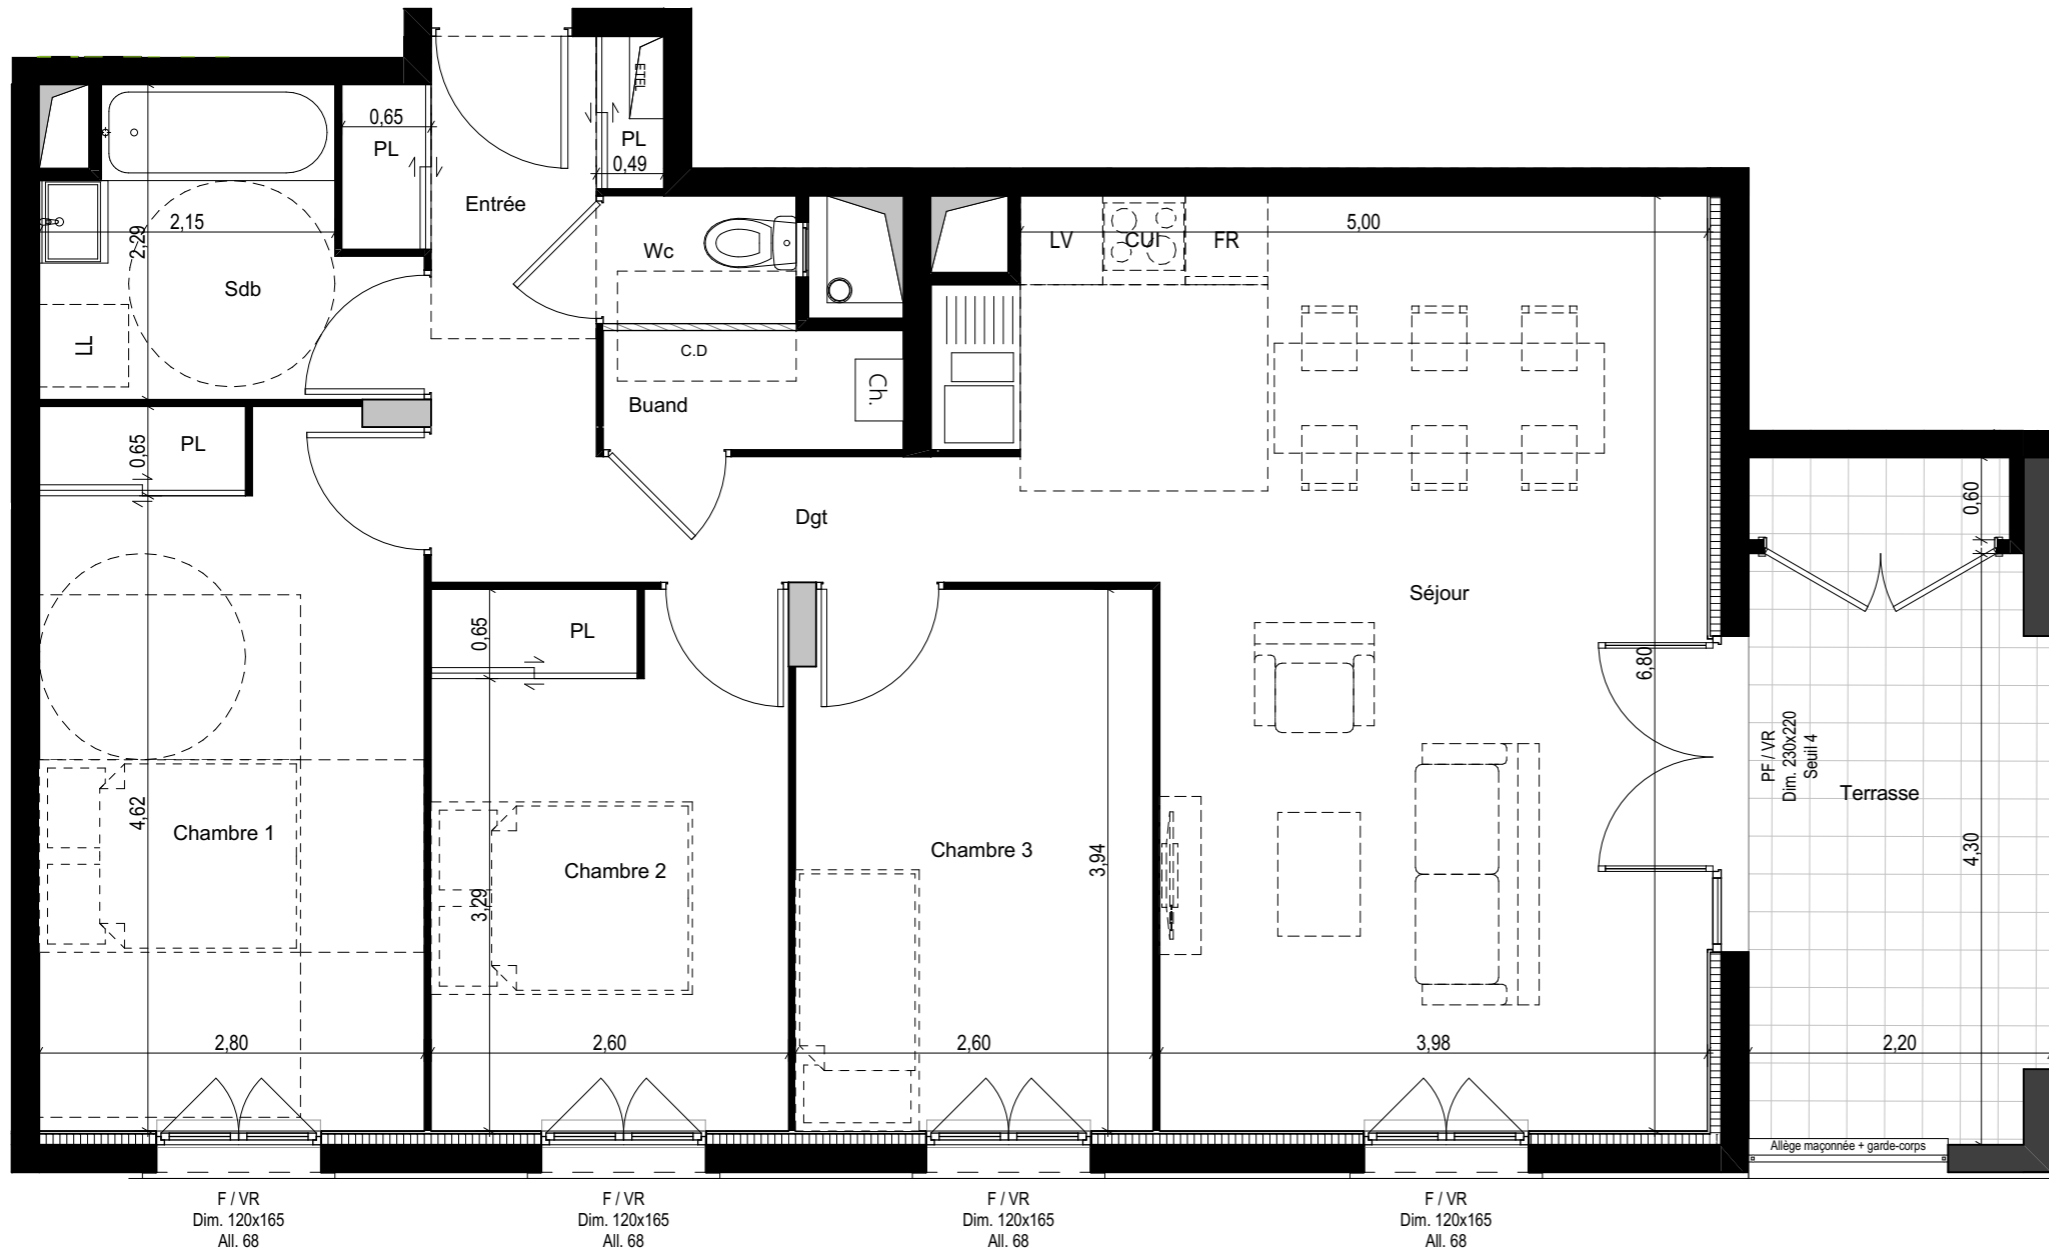 ETEL
0,65
PL
PL
0,49
Entrée
2,15
2,29
Wc
LV
CUI
FR
5,00
Sdb
LL
C.D
Ch.
Buand
PL
0,65
0,60
Dgt
Séjour
0,65
PL
6,80
PF / VR
Dim. 230x220
Seuil 4
Terrasse
4,62
Chambre 1
Chambre 2
3,29
Chambre 3
3,94
4,30
2,80
2,60
2,60
3,98
2,20
Allège maçonnée + garde-corps
F / VR
Dim. 120x165
All. 68
F / VR
Dim. 120x165
All. 68
F / VR
Dim. 120x165
All. 68
F / VR
Dim. 120x165
All. 68